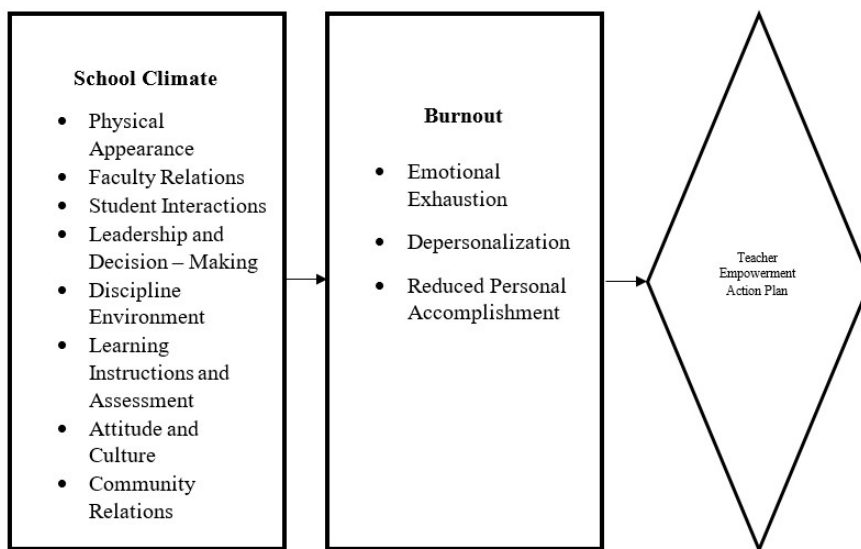 School Climate
• Physical
Appearance
• Faculty Relations
• Student Interactions
• Leadership and
Decision – Making
• Discipline
Environment
• Learning
Instructions and
Assessment
• Attitude and
Culture
• Community
Relations
Burnout
• Emotional
Exhaustion
• Depersonalization
• Reduced Personal
Accomplishment
Teacher
Empowerment
Action Plan